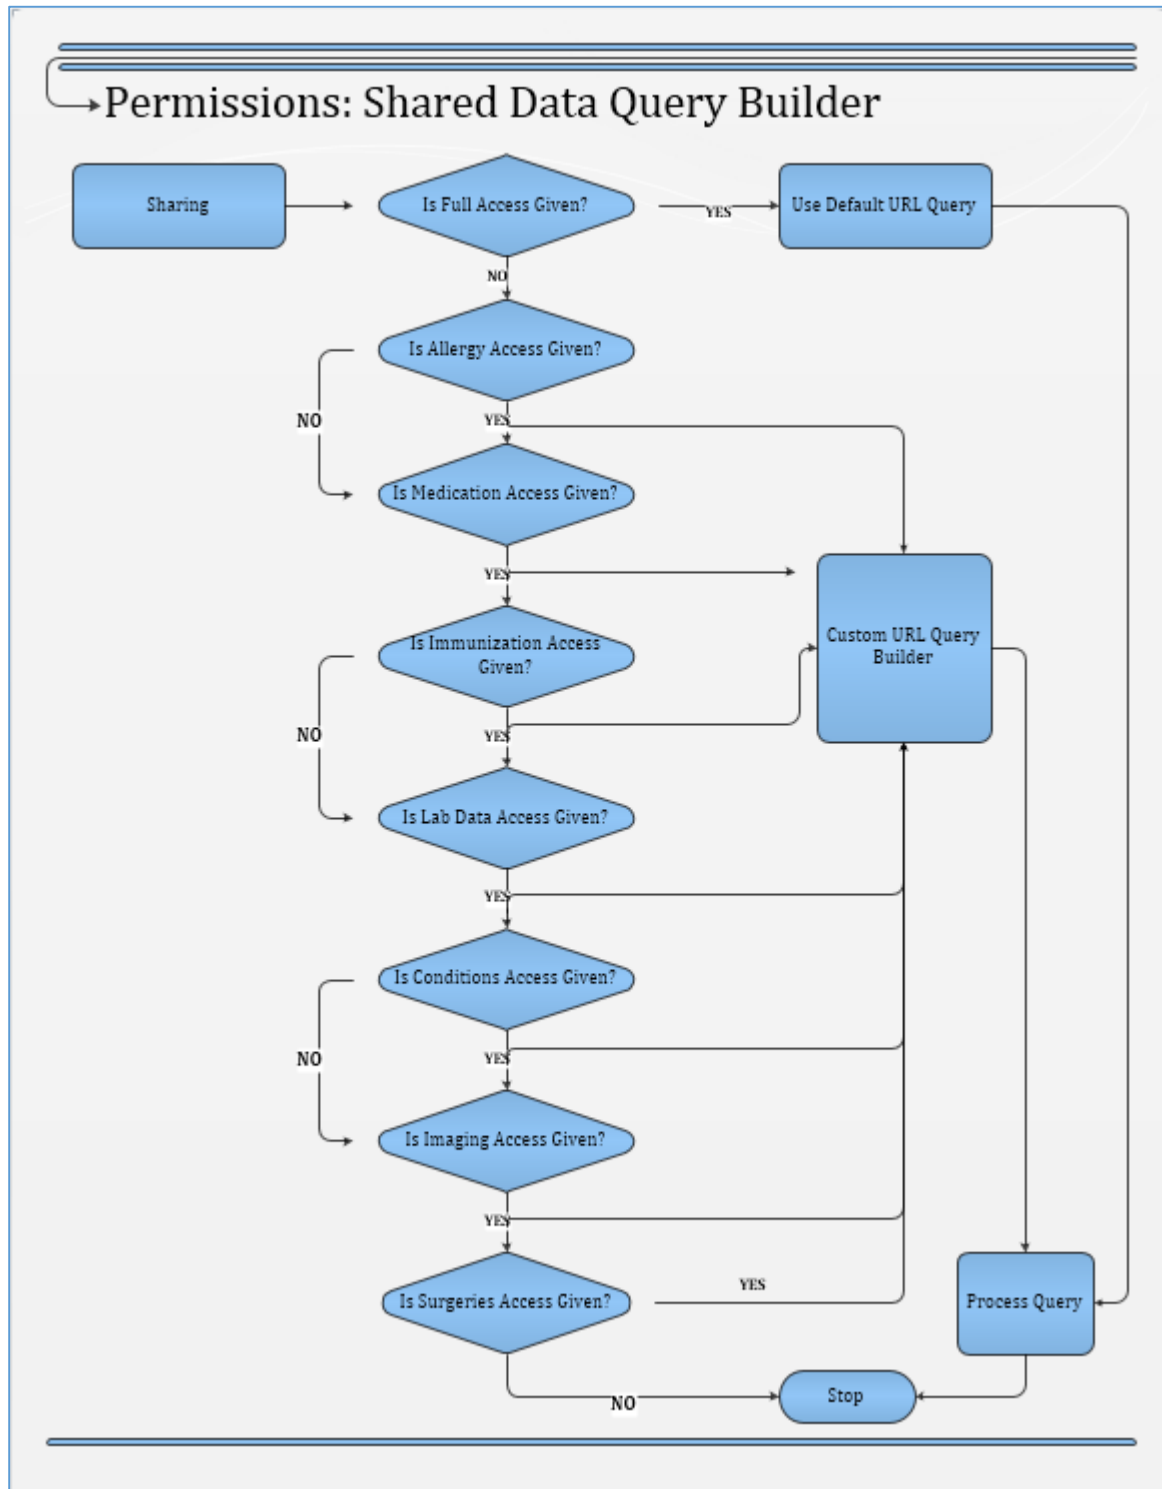 Permissions: Shared Data Query Builder
Sharing
Is Full Access Given?
YES
Use Default URL Query
NO
Is Allergy Access Given?
NO
YES
Is Medication Access Given?
YES
Is Immunization Access
Given?
Custom URL Query
Builder
NO
YES
Is Lab Data Access Given?
YES
Is Conditions Access Given?
NO
YES
Is Imaging Access Given?
YES
Is Surgeries Access Given?
YES
Process Query
NO
Stop